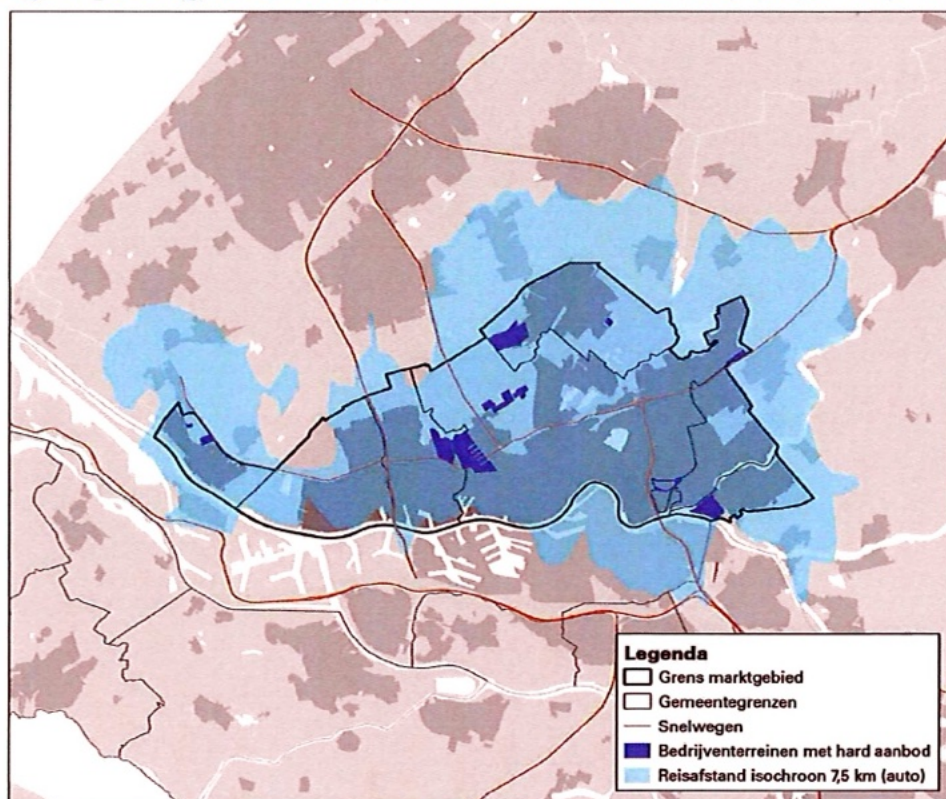 Legenda
Grens marktgebied
Gemeentegrenzen
Snelwegen
Bedrijventerreinen met hard aanbod
Reisafstand isochroon 7,5 km (auto)